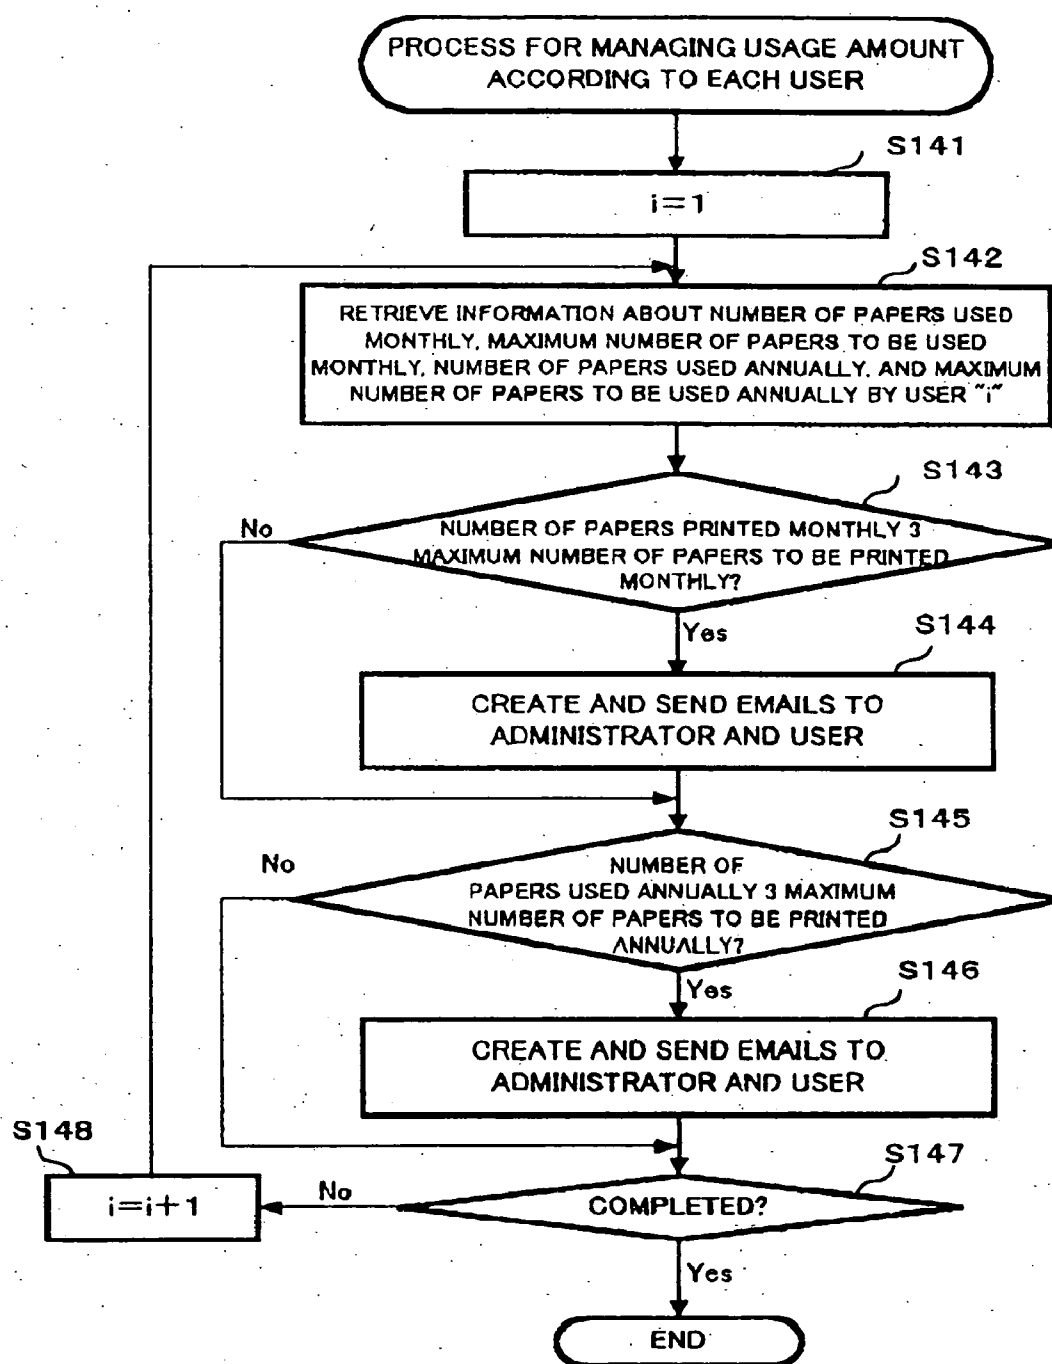 PROCESS FOR MANAGING USAGE AMOUNT
ACCORDING TO EACH USER
S141
i=1
S142
RETRIEVE INFORMATION ABOUT NUMBER OF PAPERS USED
MONTHLY, MAXIMUM NUMBER OF PAPERS TO BE USED
MONTHLY, NUMBER OF PAPERS USED ANNUALLY, AND MAXIMUM
NUMBER OF PAPERS TO BE USED ANNUALLY BY USER "i"
S143
No
NUMBER OF PAPERS PRINTED MONTHLY 3
MAXIMUM NUMBER OF PAPERS TO BE PRINTED
MONTHLY?
Yes
S144
CREATE AND SEND EMAILS TO
ADMINISTRATOR AND USER
S145
No
NUMBER OF
PAPERS USED ANNUALLY 3 MAXIMUM
NUMBER OF PAPERS TO BE PRINTED
ANNUALLY?
Yes
S146
CREATE AND SEND EMAILS TO
ADMINISTRATOR AND USER
S148
i=i+1
No
S147
COMPLETED?
Yes
END